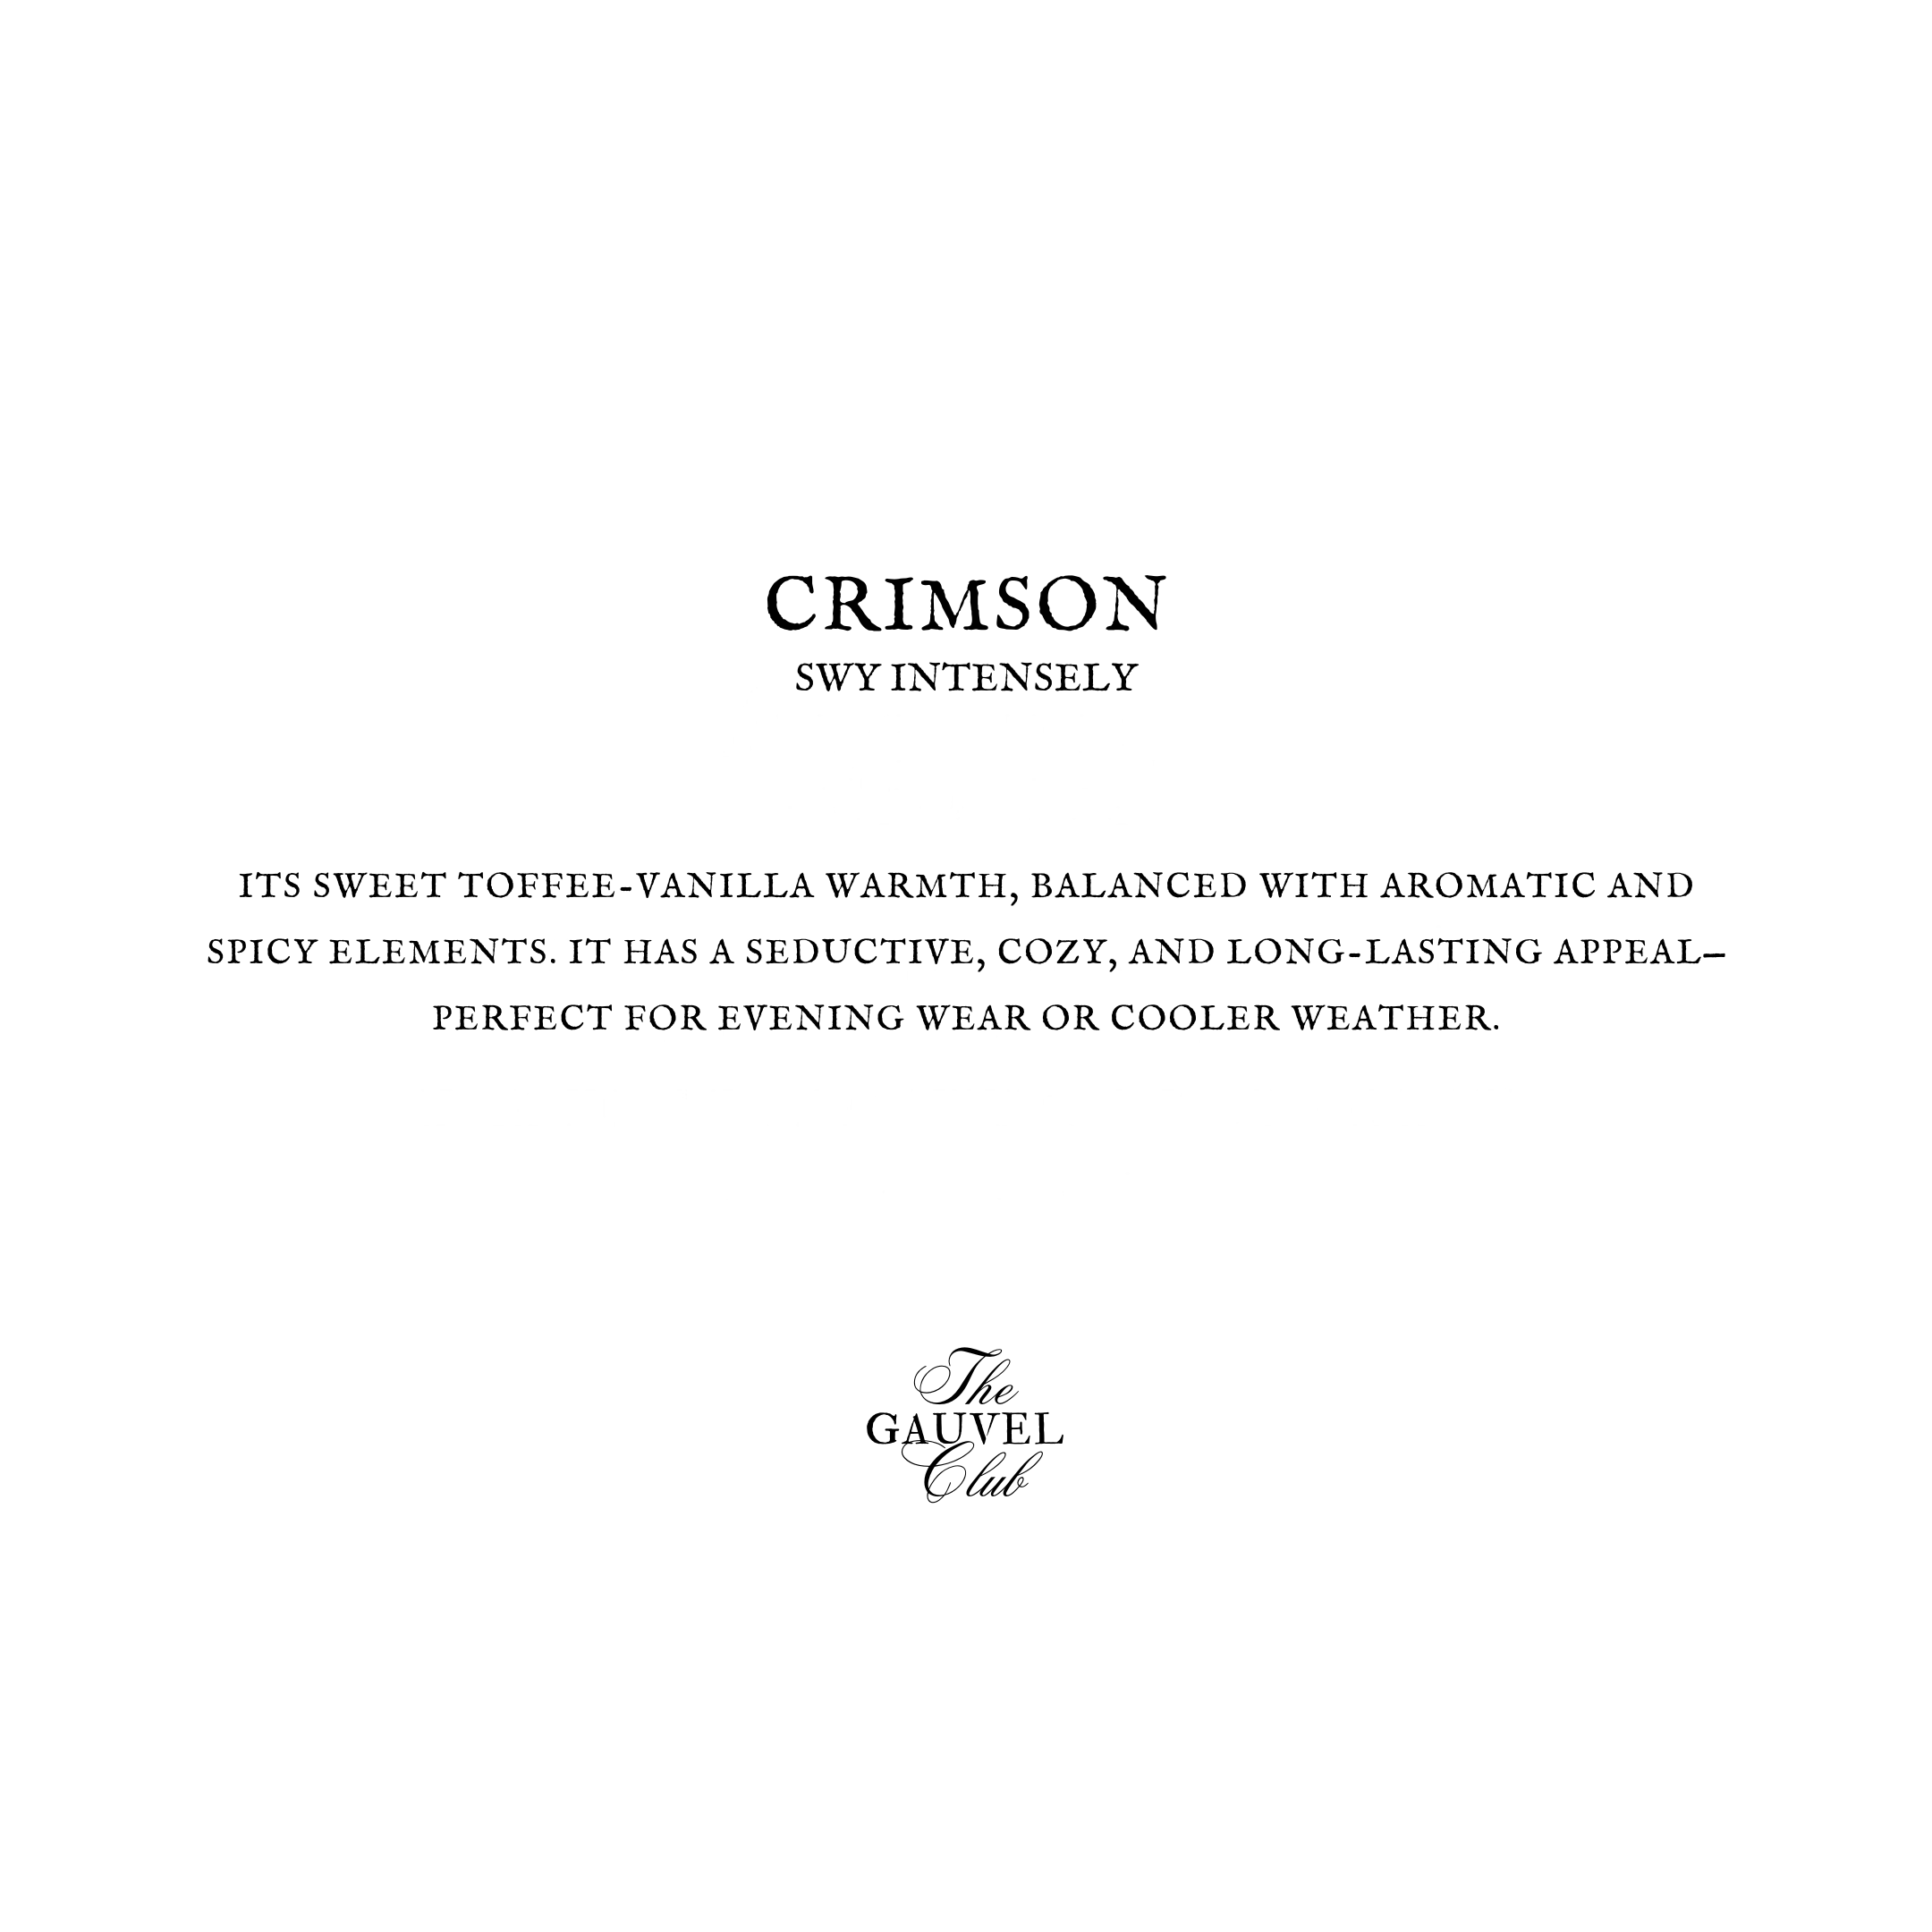 CRIMSON
SWY INTENSELY
ITS SWEET TOFFEE-VANILLA WARMTH, BALANCED WITH AROMATIC AND
SPICY ELEMENTS. IT HAS A SEDUCTIVE, COZY, AND LONG-LASTING APPEAL—
PERFECT FOR EVENING WEAR OR COOLER WEATHER.
The
GAUVEL
Club